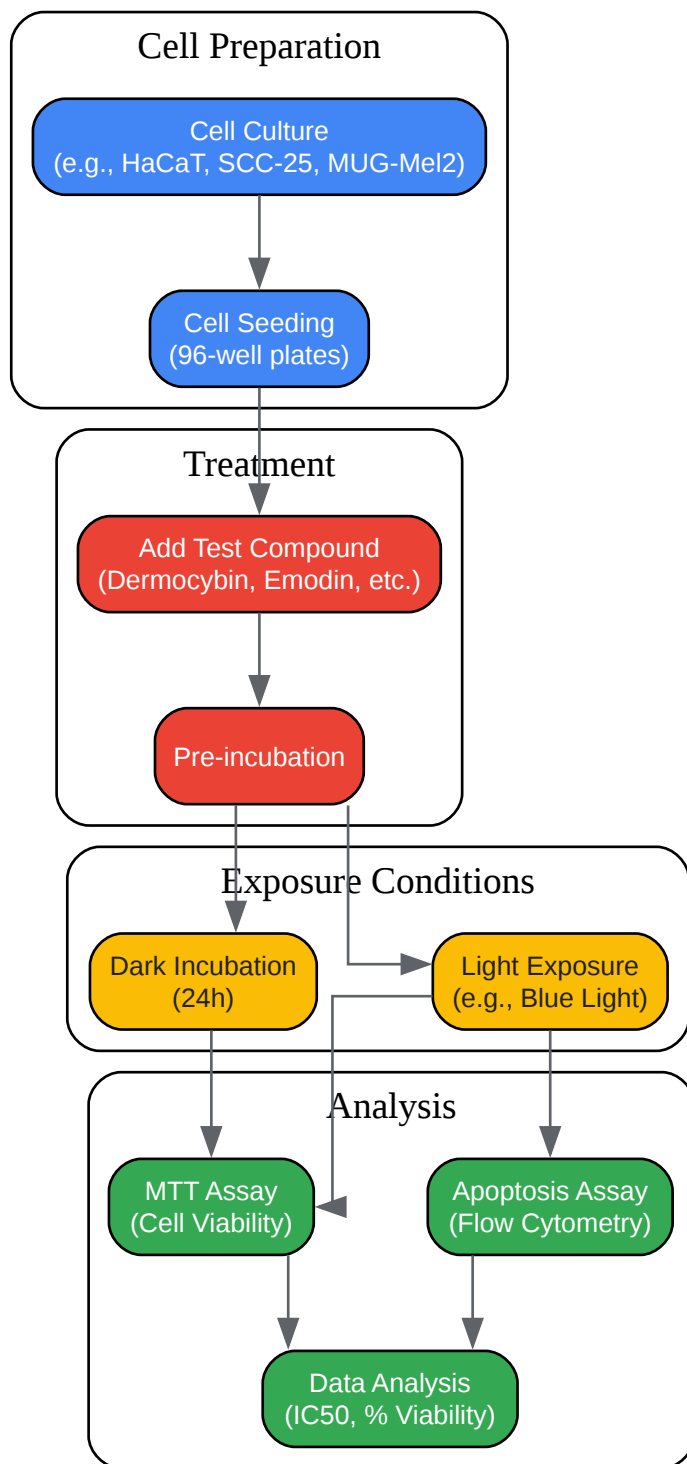 Cell Preparation
Cell Culture
(e.g., HaCaT, SCC-25, MUG-Mel2)
Cell Seeding
(96-well plates)
Treatment
Add Test Compound
(Dermocybin, Emodin, etc.)
Pre-incubation
Exposure Conditions
Dark Incubation
(24h)
Light Exposure
(e.g., Blue Light)
Analysis
MTT Assay
(Cell Viability)
Apoptosis Assay
(Flow Cytometry)
Data Analysis
(IC50, % Viability)